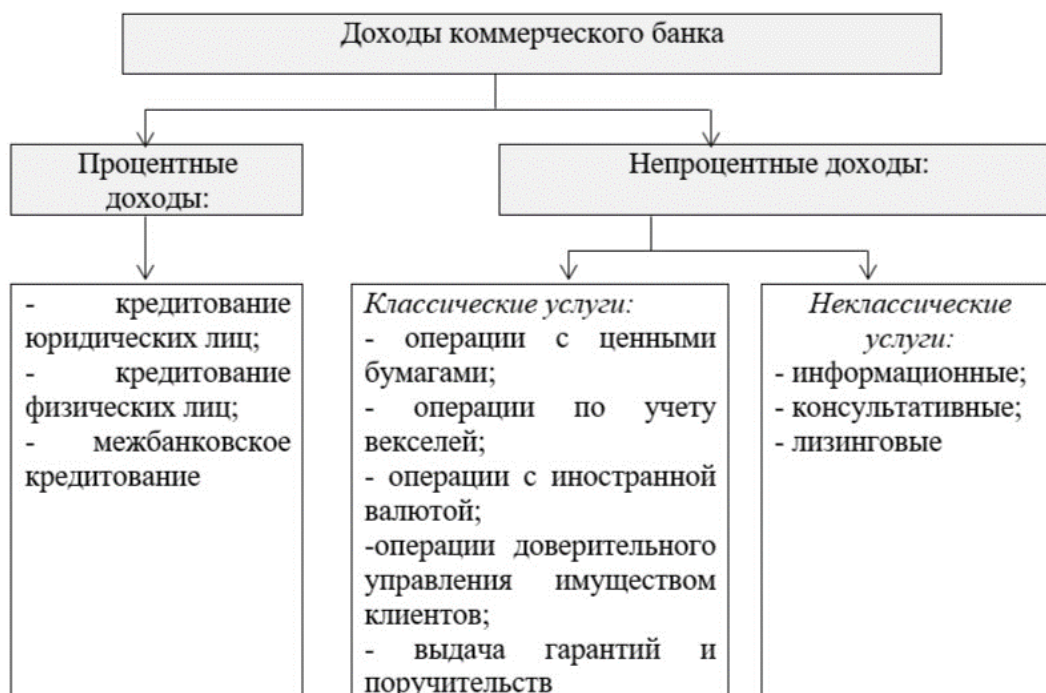 Доходы коммерческого банка
Процентные
доходы:
Непроцентные доходы:
- кредитование
юридических лиц;
- кредитование
физических лиц;
- межбанковское
кредитование
Классические услуги:
- операции с ценными
бумагами;
- операции по учету
векселей;
- операции с иностранной
валютой;
-операции доверительного
управления имуществом
клиентов;
- выдача гарантий и
поручительств
Неклассические
услуги:
- информационные;
- консультативные;
- лизинговые